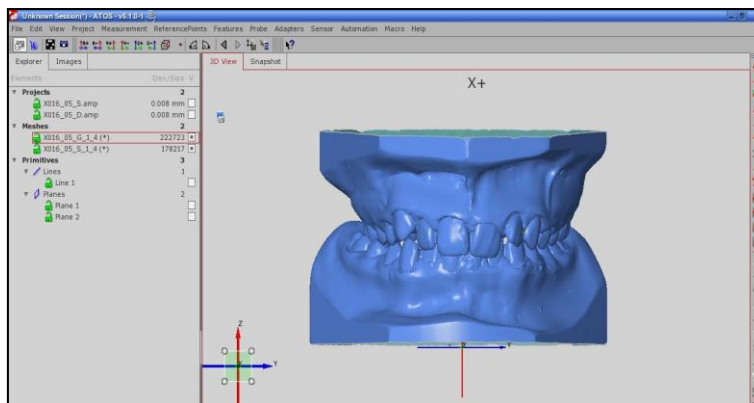 Unknown Session(*) - ATOS - v6.1.0-1
File Edit View Project Measurement ReferencePoints Features Probe Adapters Sensor Automation Macro Help
Explorer Images
3D View Snapshot
Elements Dev/Size V
Projects 2
X016_05_S.amp 0.008 mm
X016_05_D.amp 0.008 mm
Meshes 2
X016_05_G_1_4 (*) 222723
X016_05_S_1_4 (*) 178217
Primitives 3
Lines 1
Line 1
Planes 2
Plane 1
Plane 2
X+
Z
Y
X
Y